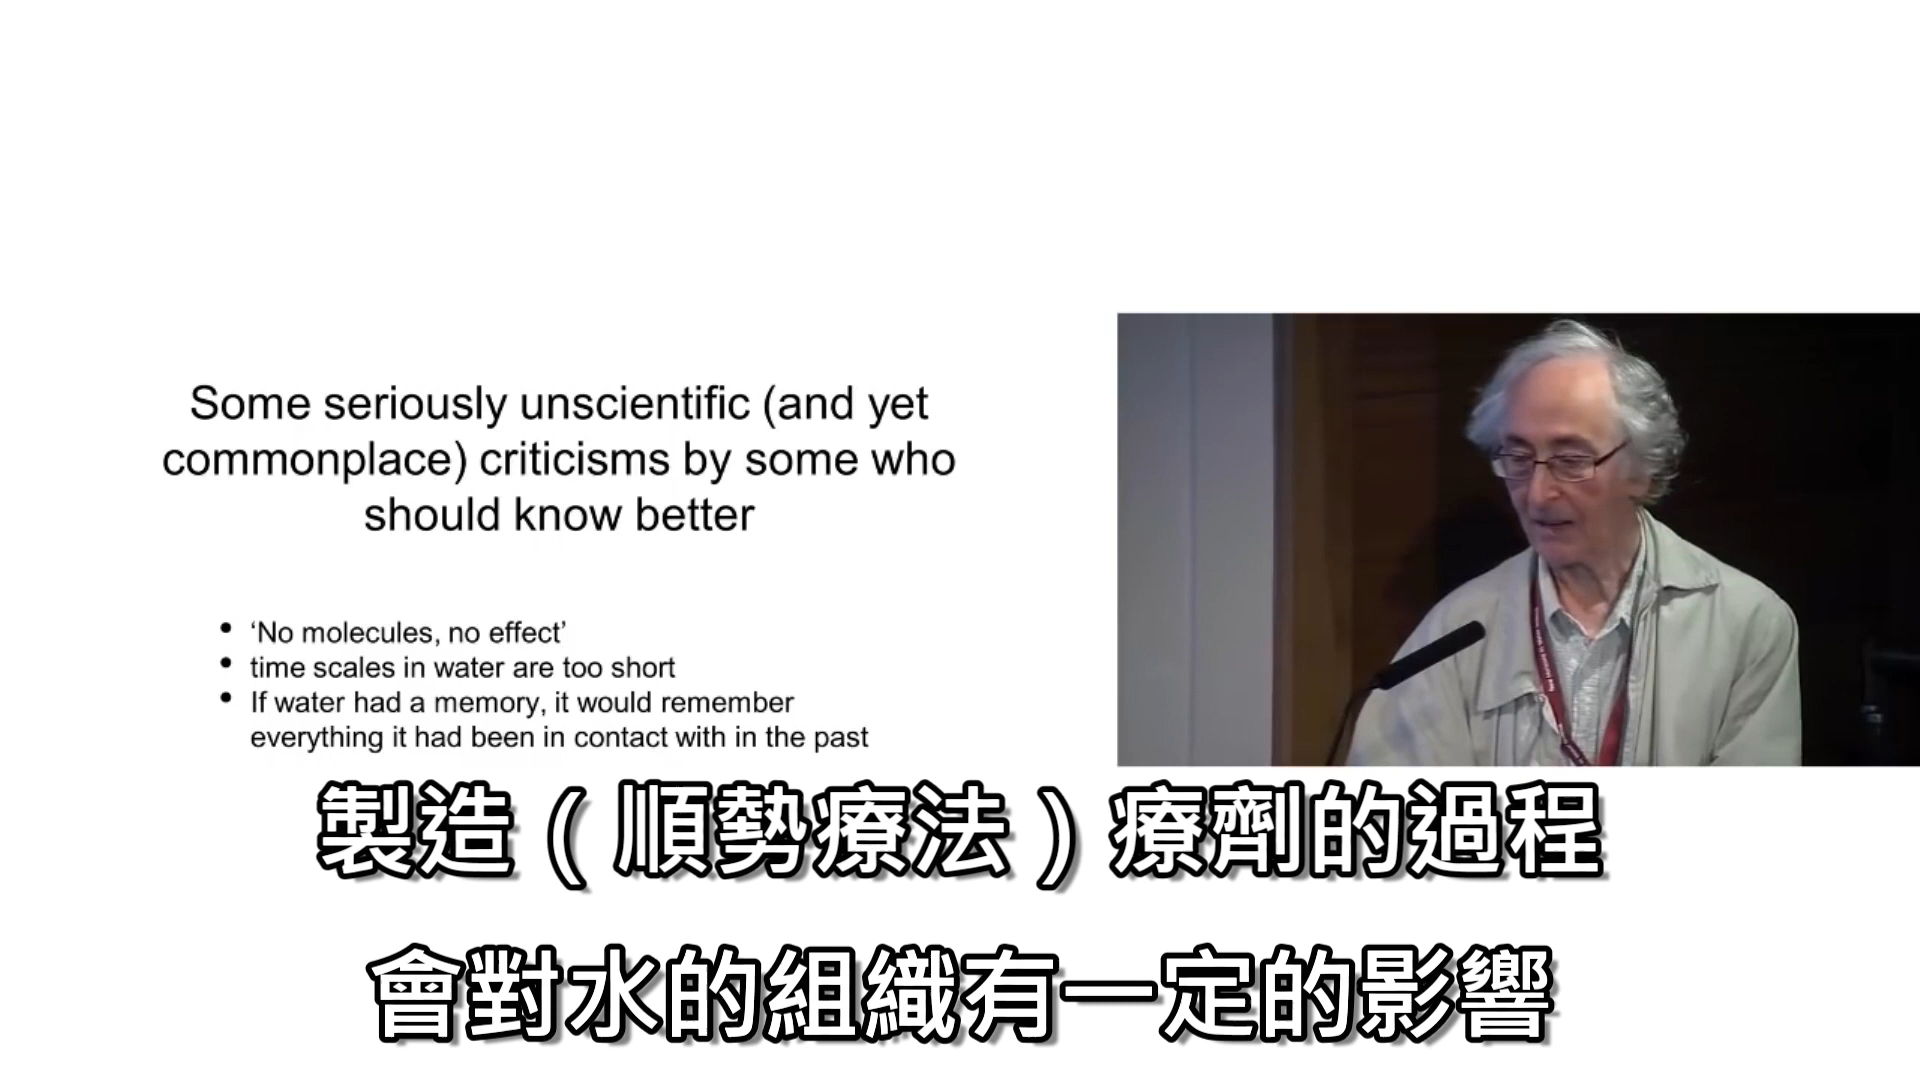 Some seriously unscientific (and yet
commonplace) criticisms by some who
should know better
• ‘No molecules, no effect’
• time scales in water are too short
• If water had a memory, it would remember
everything it had been in contact with in the past
製造（順勢療法）療劑的過程
會對水的組織有一定的影響